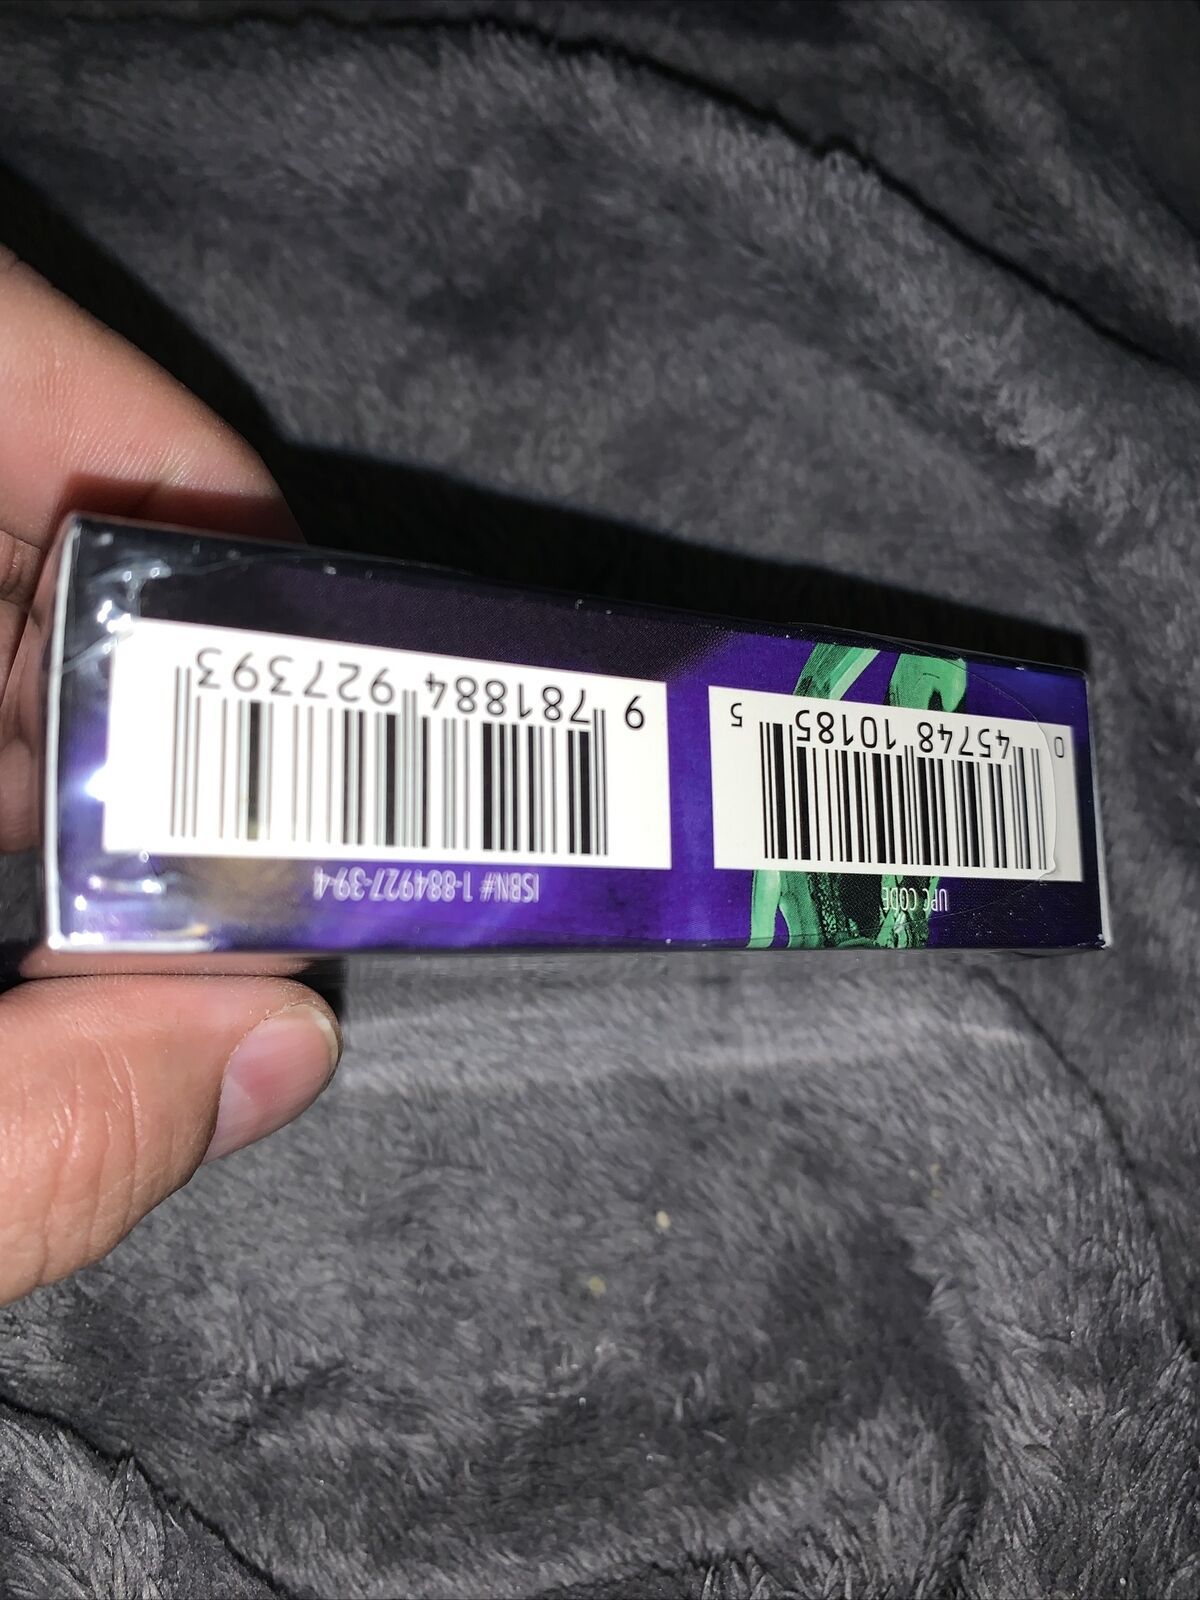 UPC CODE
0 45748 10185 5
ISBN# 1-884927-39-4
9 781884 927393